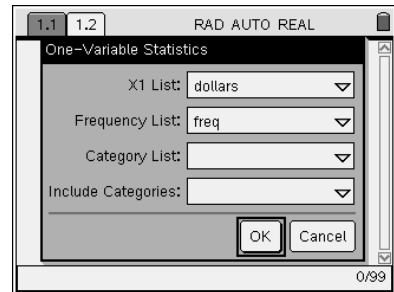 1.1 1.2 RAD AUTO REAL
One–Variable Statistics
X1 List: dollars
Frequency List: freq
Category List:
Include Categories:
OK Cancel
0/99